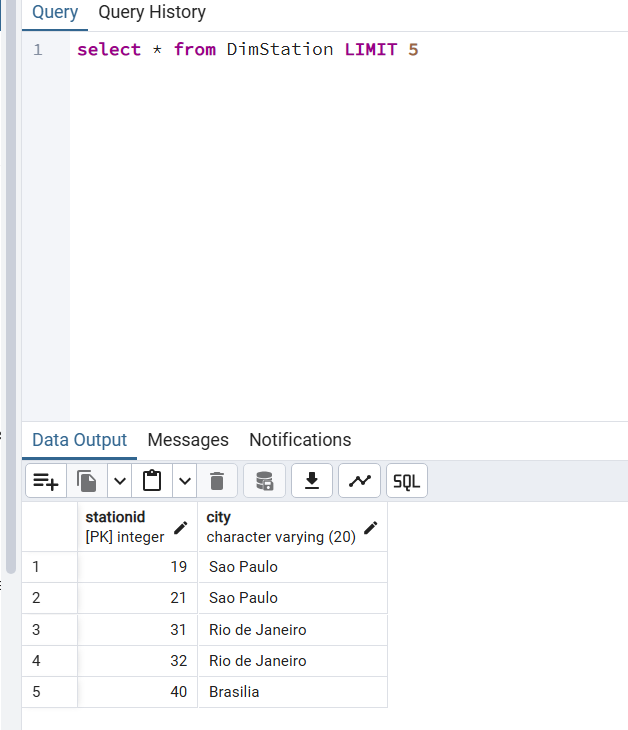 Query Query History
1 select * from DimStation LIMIT 5
Data Output Messages Notifications
SQL
stationid city
[PK] integer character varying (20)
1 19 Sao Paulo
2 21 Sao Paulo
3 31 Rio de Janeiro
4 32 Rio de Janeiro
5 40 Brasilia